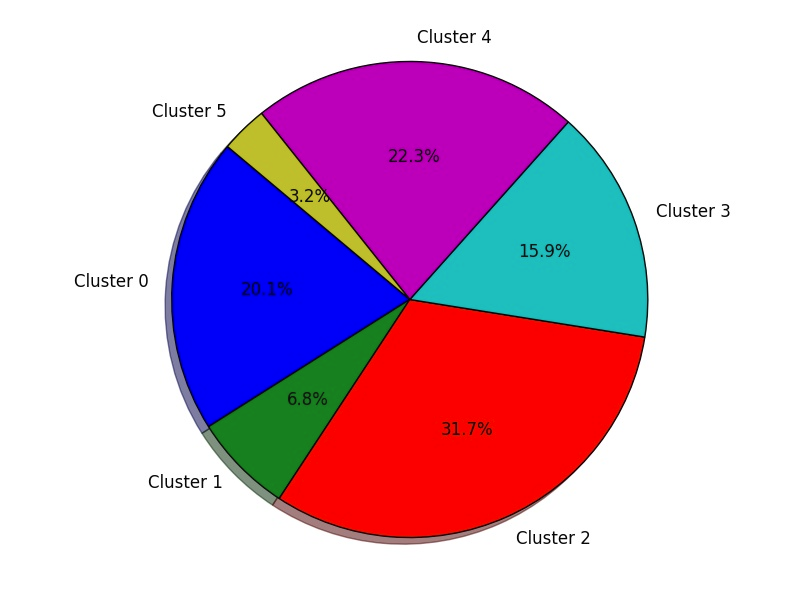 Cluster 4
Cluster 5
22.3%
3.2%
Cluster 3
15.9%
Cluster 0
20.1%
6.8%
31.7%
Cluster 1
Cluster 2